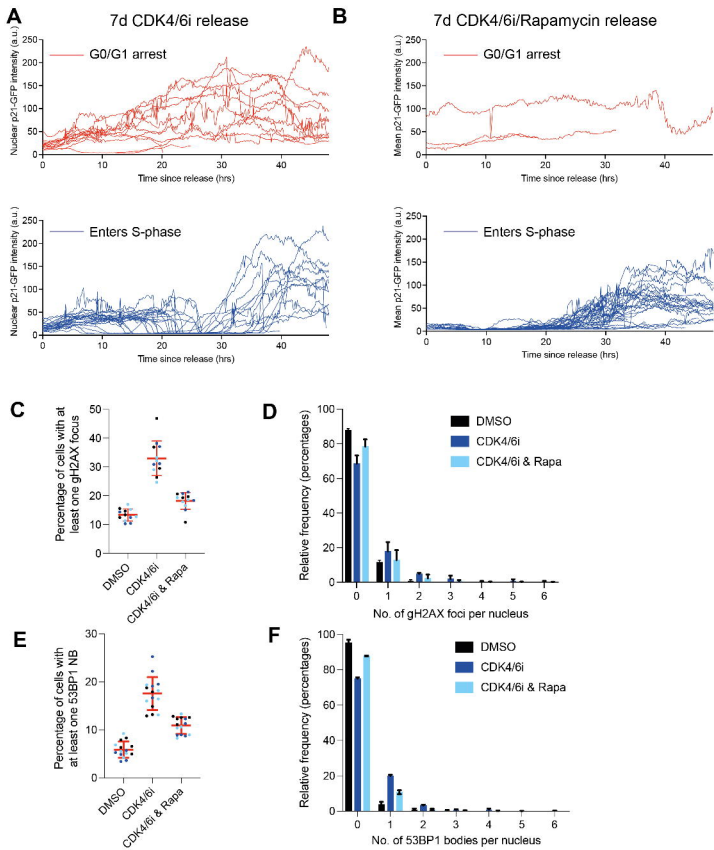 A
7d CDK4/6i release
Nuclear p21-GFP intensity (a.u.)
250
200
150
100
50
0
G0/G1 arrest
0
10
20
30
40
Time since release (hrs)
Nuclear p21-GFP intensity (a.u.)
250
200
150
100
50
0
Enters S-phase
0
10
20
30
40
Time since release (hrs)
B
7d CDK4/6i/Rapamycin release
Mean p21-GFP intensity (a.u.)
250
200
150
100
50
0
G0/G1 arrest
0
10
20
30
40
Time since release (hrs)
Mean p21-GFP intensity (a.u.)
250
200
150
100
50
0
Enters S-phase
0
10
20
30
40
Time since release (hrs)
C
Percentage of cells with at
least one gH2AX focus
50
40
30
20
10
0
DMSO
CDK4/6i
CDK4/6i & Rapa
D
Relative frequency (percentages)
100
80
60
40
20
0
DMSO
CDK4/6i
CDK4/6i & Rapa
0
1
2
3
4
5
6
No. of gH2AX foci per nucleus
E
Percentage of cells with
at least one 53BP1 NB
30
20
10
0
DMSO
CDK4/6i
CDK4/6i & Rapa
F
Relative frequency (percentages)
100
80
60
40
20
0
DMSO
CDK4/6i
CDK4/6i & Rapa
0
1
2
3
4
5
6
No. of 53BP1 bodies per nucleus